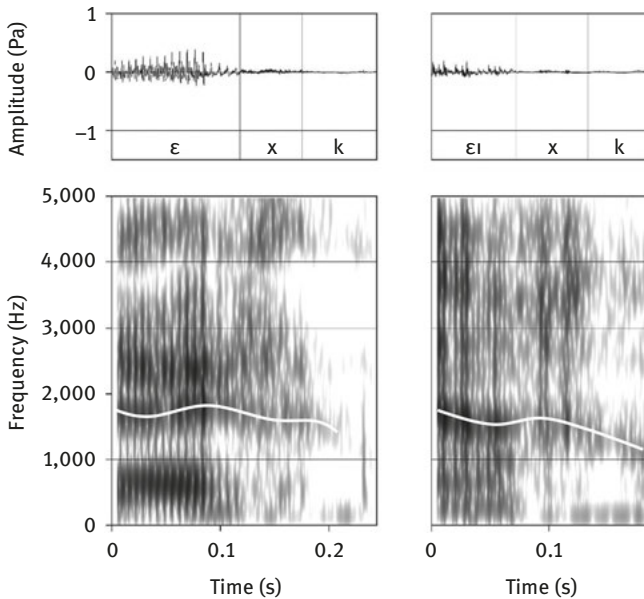 Amplitude (Pa)
1
0
−1
ɛ x k
ɛɪ x k
Frequency (Hz)
5,000
4,000
3,000
2,000
1,000
0
0 0.1 0.2
0 0.1
Time (s)
Time (s)